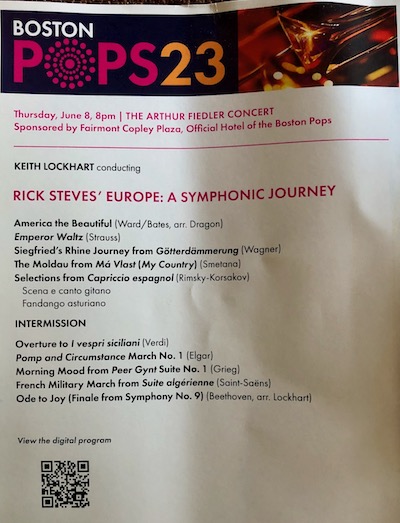 BOSTON
POPS23
Thursday, June 8, 8pm | THE ARTHUR FIEDLER CONCERT
Sponsored by Fairmont Copley Plaza, Official Hotel of the Boston Pops
KEITH LOCKHART conducting
RICK STEVES’ EUROPE: A SYMPHONIC JOURNEY
America the Beautiful (Ward/Bates, arr. Dragon)
Emperor Waltz (Strauss)
Siegfried’s Rhine Journey from Götterdämmerung (Wagner)
The Moldau from Má Vlast (My Country) (Smetana)
Selections from Capriccio espagnol (Rimsky-Korsakov)
Scena e canto gitano
Fandango asturiano
INTERMISSION
Overture to I vespri siciliani (Verdi)
Pomp and Circumstance March No. 1 (Elgar)
Morning Mood from Peer Gynt Suite No. 1 (Grieg)
French Military March from Suite algérienne (Saint-Saëns)
Ode to Joy (Finale from Symphony No. 9) (Beethoven, arr. Lockhart)
View the digital program